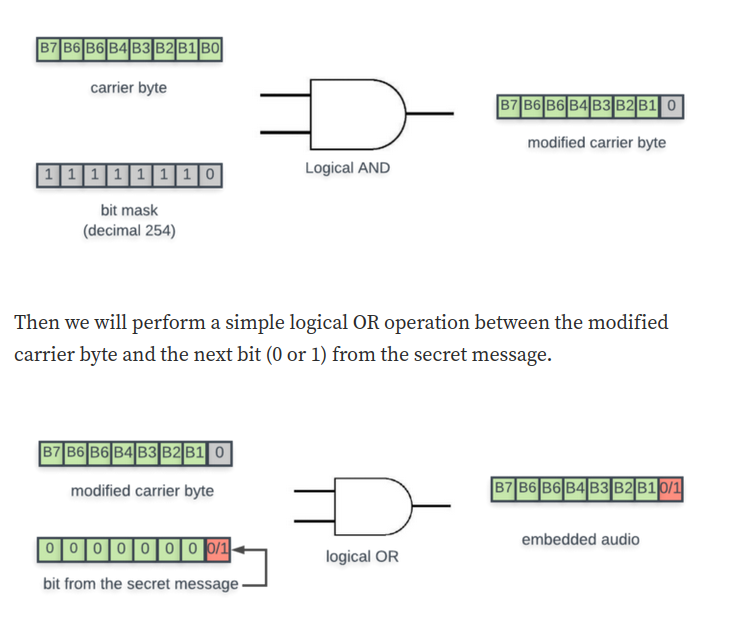 B7 B6 B6 B4 B3 B2 B1 B0
carrier byte
B7 B6 B6 B4 B3 B2 B1 0
modified carrier byte
Logical AND
1 1 1 1 1 1 1 0
bit mask
(decimal 254)
Then we will perform a simple logical OR operation between the modified
carrier byte and the next bit (0 or 1) from the secret message.
B7 B6 B6 B4 B3 B2 B1 0
modified carrier byte
B7 B6 B6 B4 B3 B2 B1 0/1
embedded audio
0 0 0 0 0 0 0 0/1
logical OR
bit from the secret message